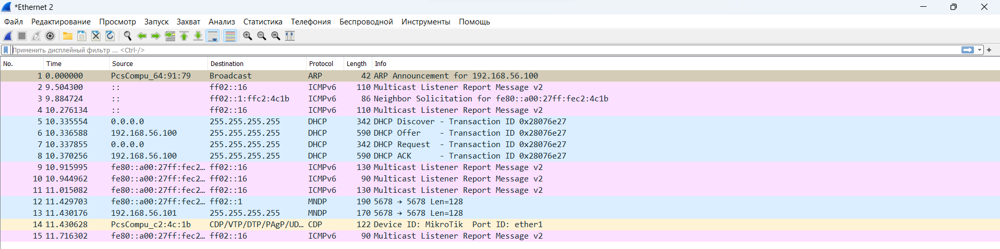 *Ethernet 2
Файл Редактирование Просмотр Запуск Захват Анализ Статистика Телефония Беспроводной Инструменты Помощь
Применить дисплейный фильтр ... <Ctrl-/>
No. Time Source Destination Protocol Length Info
1 0.000000 PcsCompu_64:91:79 Broadcast ARP 42 ARP Announcement for 192.168.56.100
2 9.504300 :: ff02::16 ICMPv6 110 Multicast Listener Report Message v2
3 9.884724 :: ff02::1:ffc2:4c1b ICMPv6 86 Neighbor Solicitation for fe80::a00:27ff:fec2:4c1b
4 10.276134 :: ff02::16 ICMPv6 110 Multicast Listener Report Message v2
5 10.335554 0.0.0.0 255.255.255.255 DHCP 342 DHCP Discover - Transaction ID 0x28076e27
6 10.336588 192.168.56.100 255.255.255.255 DHCP 590 DHCP Offer - Transaction ID 0x28076e27
7 10.337855 0.0.0.0 255.255.255.255 DHCP 342 DHCP Request - Transaction ID 0x28076e27
8 10.370256 192.168.56.100 255.255.255.255 DHCP 590 DHCP ACK - Transaction ID 0x28076e27
9 10.915995 fe80::a00:27ff:fec2… ff02::16 ICMPv6 130 Multicast Listener Report Message v2
10 10.944962 fe80::a00:27ff:fec2… ff02::16 ICMPv6 90 Multicast Listener Report Message v2
11 11.015082 fe80::a00:27ff:fec2… ff02::16 ICMPv6 130 Multicast Listener Report Message v2
12 11.429703 fe80::a00:27ff:fec2… ff02::1 MNDP 190 5678 → 5678 Len=128
13 11.430176 192.168.56.101 255.255.255.255 MNDP 170 5678 → 5678 Len=128
14 11.430628 PcsCompu_c2:4c:1b CDP/VTP/DTP/PAgP/UD… CDP 122 Device ID: MikroTik Port ID: ether1
15 11.716302 fe80::a00:27ff:fec2… ff02::16 ICMPv6 90 Multicast Listener Report Message v2